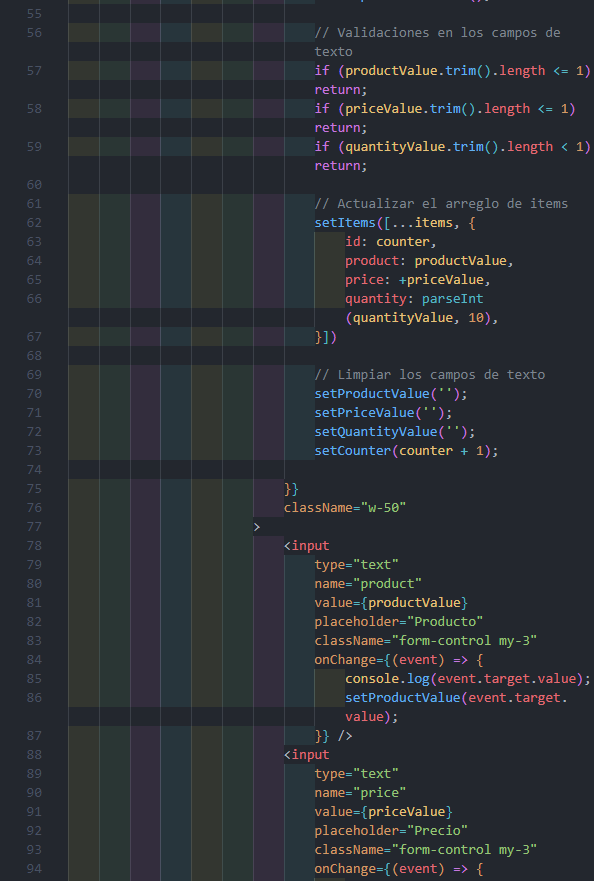 55
56 // Validaciones en los campos de
texto
57 if (productValue.trim().length <= 1)
return;
58 if (priceValue.trim().length <= 1)
return;
59 if (quantityValue.trim().length < 1)
return;
60
61 // Actualizar el arreglo de items
62 setItems([...items, {
63 id: counter,
64 product: productValue,
65 price: +priceValue,
66 quantity: parseInt
(quantityValue, 10),
67 }])
68
69 // Limpiar los campos de texto
70 setProductValue('');
71 setPriceValue('');
72 setQuantityValue('');
73 setCounter(counter + 1);
74
75 }}
76 className="w-50"
77 >
78 <input
79 type="text"
80 name="product"
81 value={productValue}
82 placeholder="Producto"
83 className="form-control my-3"
84 onChange={(event) => {
85 console.log(event.target.value);
86 setProductValue(event.target.
value);
87 }} />
88 <input
89 type="text"
90 name="price"
91 value={priceValue}
92 placeholder="Precio"
93 className="form-control my-3"
94 onChange={(event) => {